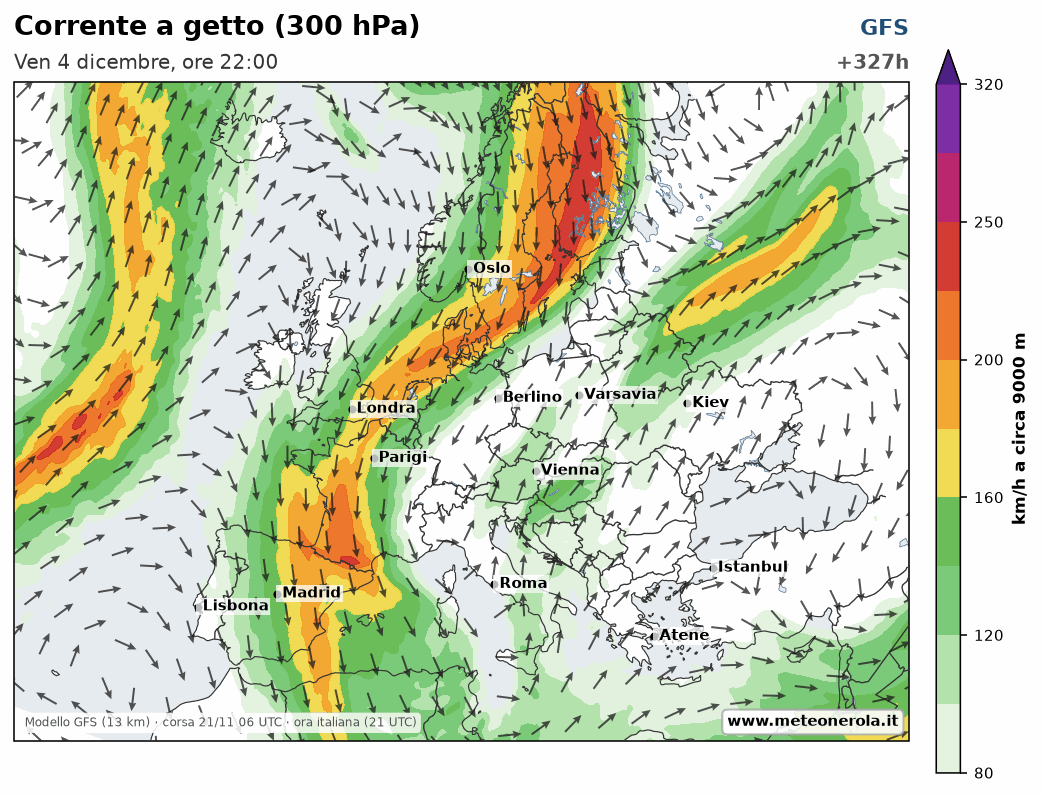 Corrente a getto (300 hPa)
GFS
Ven 4 dicembre, ore 22:00
+327h
320
250
200
160
120
80
km/h a circa 9000 m
Oslo
Berlino
Varsavia
Kiev
Londra
Parigi
Vienna
Istanbul
Roma
Madrid
Lisbona
Atene
Modello GFS (13 km) · corsa 21/11 06 UTC · ora italiana (21 UTC)
www.meteonerola.it